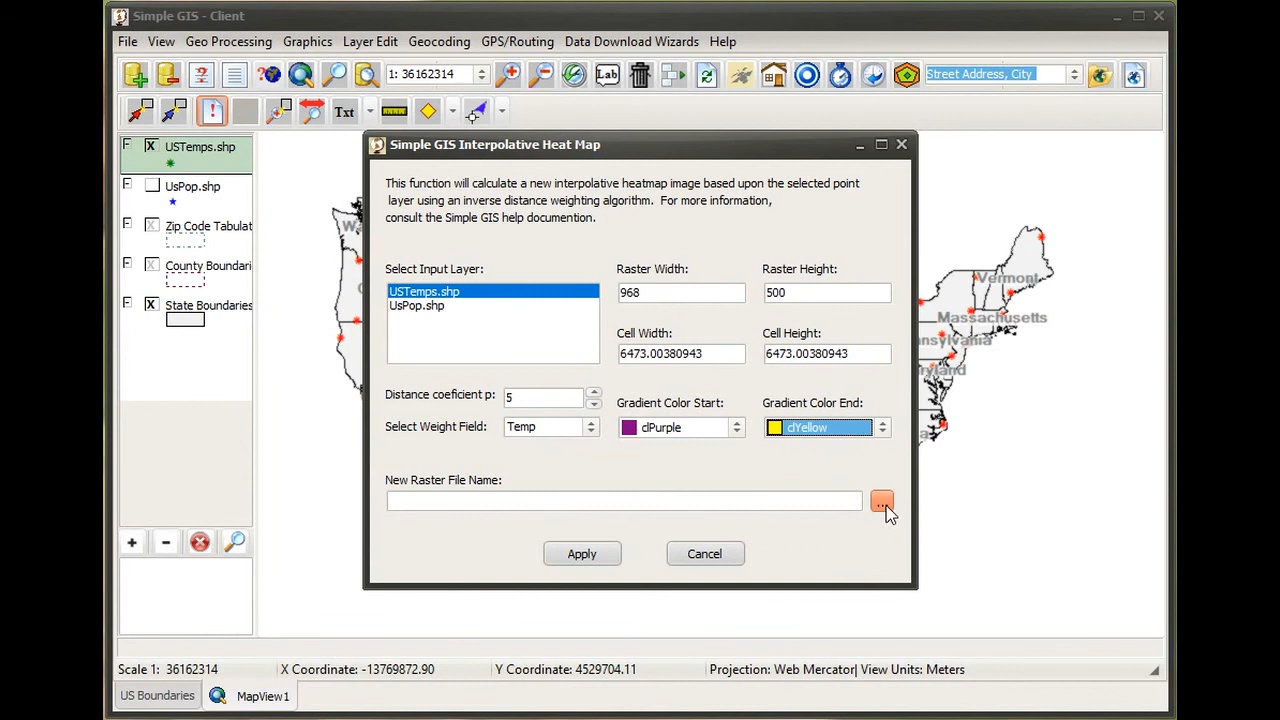 Simple GIS - Client
File View Geo Processing Graphics Layer Edit Geocoding GPS/Routing Data Download Wizards Help
1: 36162314
Lab
Street Address, City
Txt
USTemps.shp
UsPop.shp
Zip Code Tabulat
County Boundari
State Boundaries
Simple GIS Interpolative Heat Map
This function will calculate a new interpolative heatmap image based upon the selected point
layer using an inverse distance weighting algorithm. For more information,
consult the Simple GIS help documention.
Select Input Layer:
USTemps.shp
UsPop.shp
Raster Width:
968
Raster Height:
500
Cell Width:
6473.00380943
Cell Height:
6473.00380943
Distance coeficient p:
5
Select Weight Field:
Temp
Gradient Color Start:
clPurple
Gradient Color End:
clYellow
New Raster File Name:
...
Apply
Cancel
Wa
Vermont
Massachusetts
nsylvania
ryland
Scale 1: 36162314
X Coordinate: -13769872.90
Y Coordinate: 4529704.11
Projection: Web Mercator| View Units: Meters
US Boundaries
MapView1